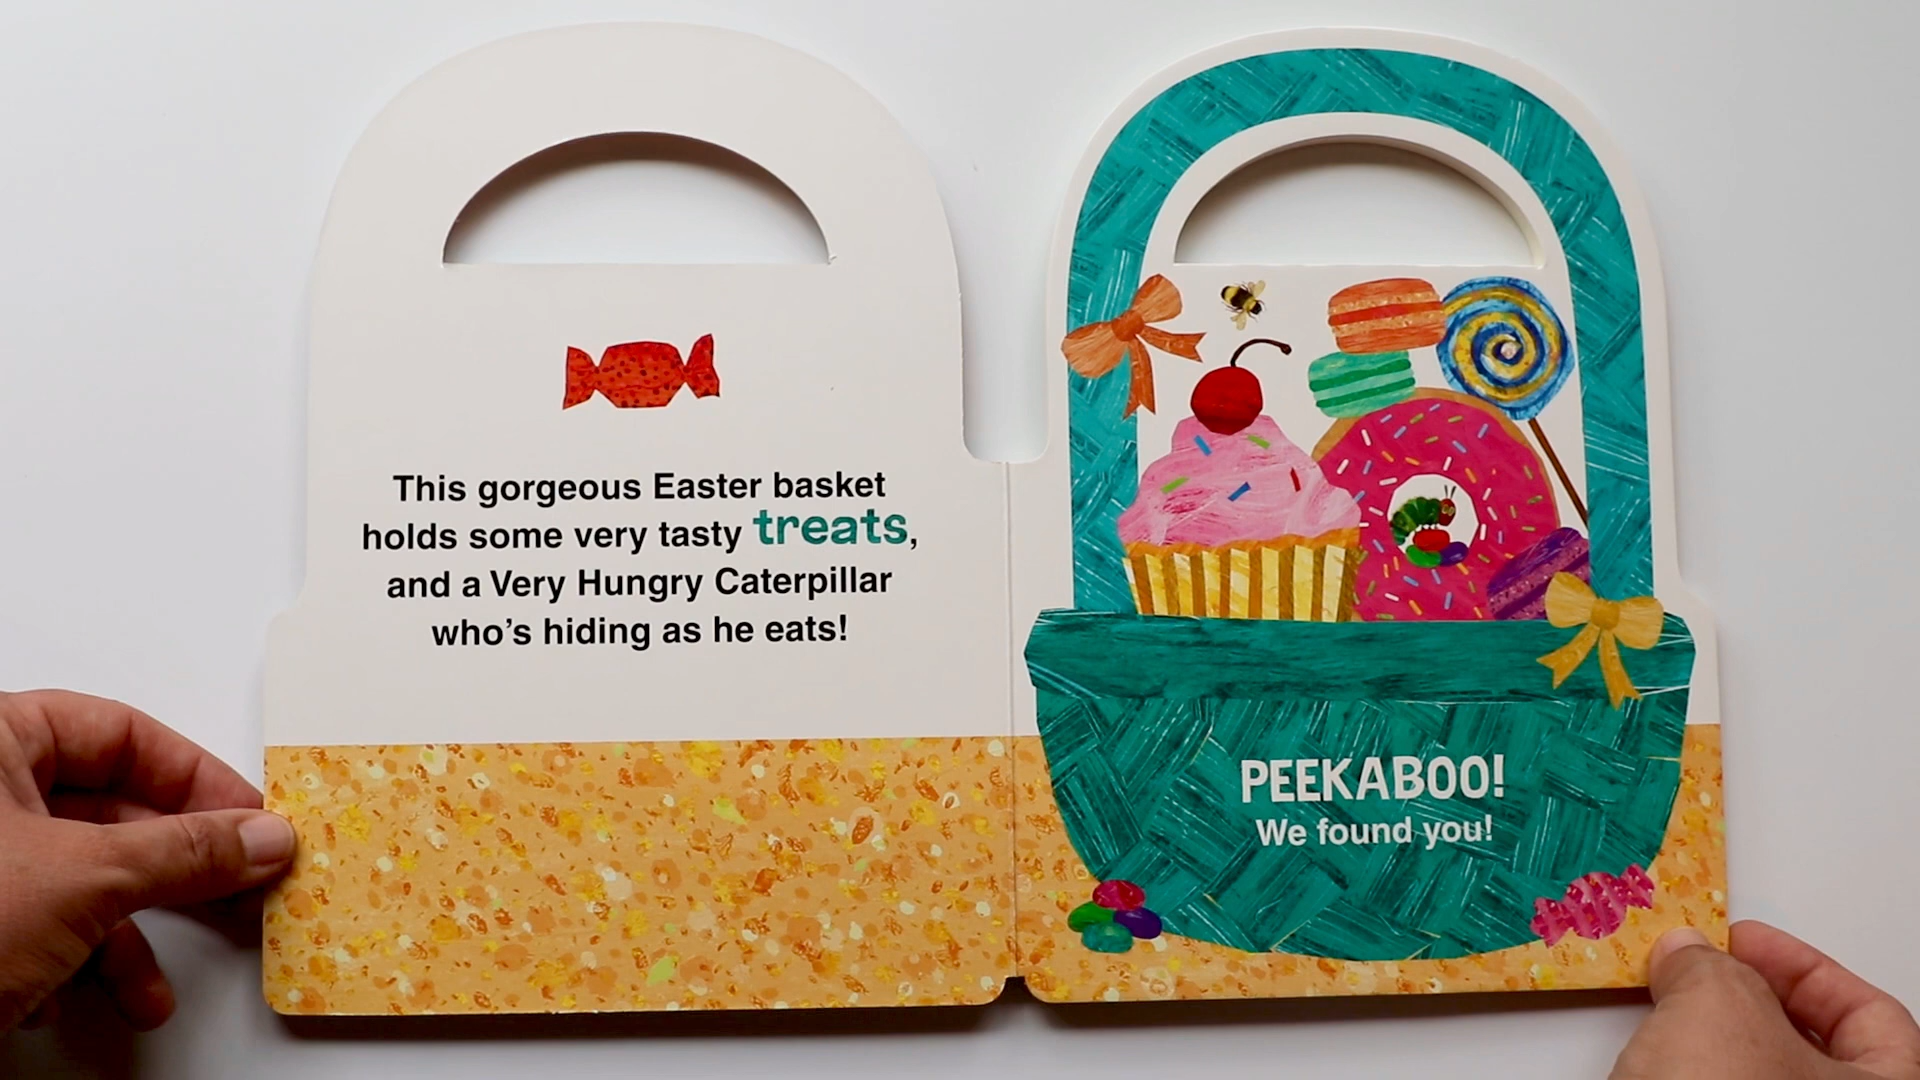 This gorgeous Easter basket
holds some very tasty treats,
and a Very Hungry Caterpillar
who’s hiding as he eats!
PEEKABOO!
We found you!